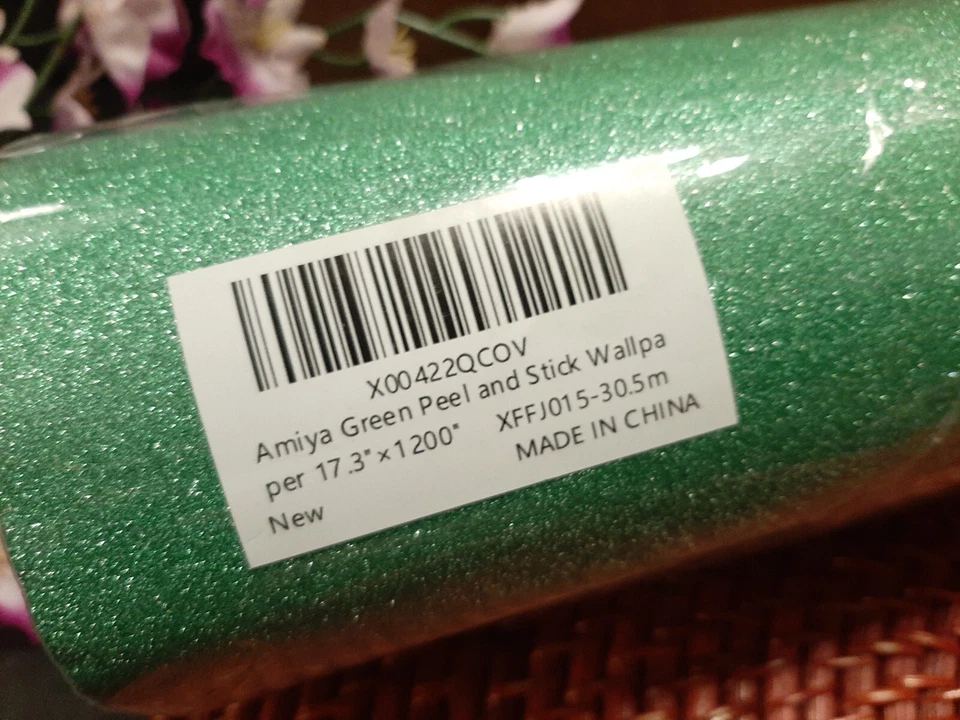 X00422QCOV
Amiya Green Peel and Stick Wallpa
per 17.3"×1200" XFFJ015-30.5m
MADE IN CHINA
New